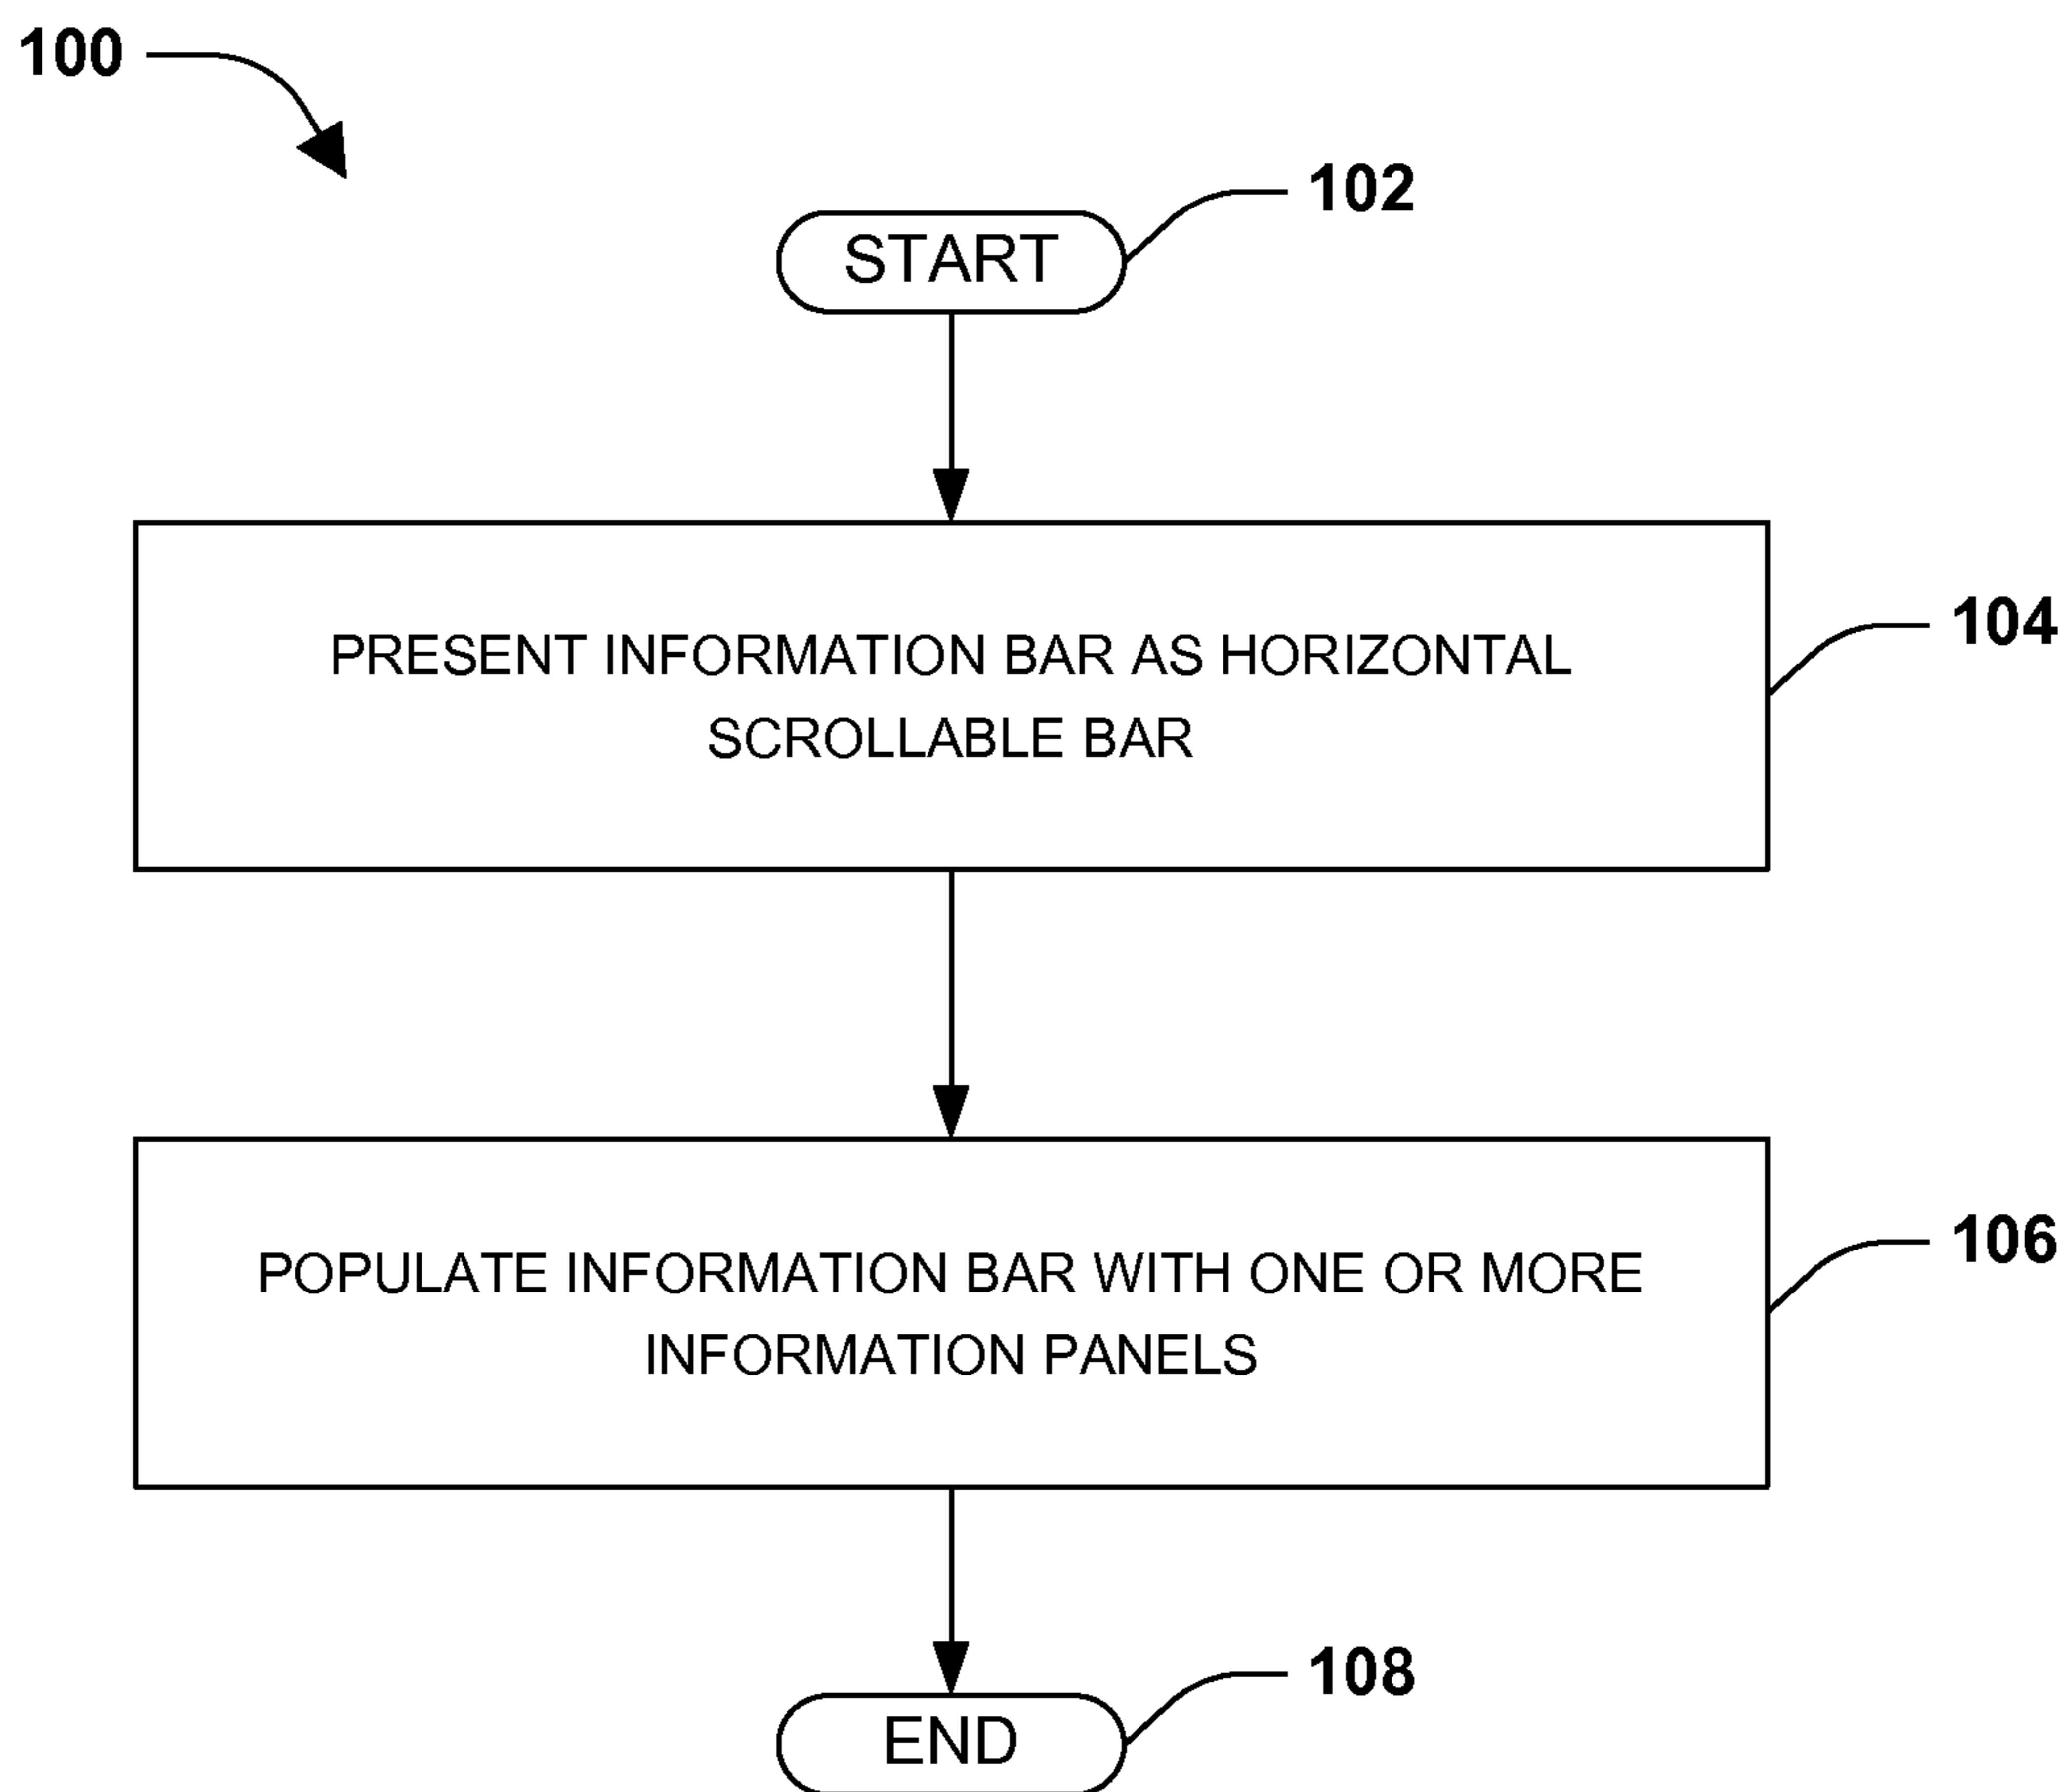 100
102
START
104
PRESENT INFORMATION BAR AS HORIZONTAL
SCROLLABLE BAR
106
POPULATE INFORMATION BAR WITH ONE OR MORE
INFORMATION PANELS
108
END